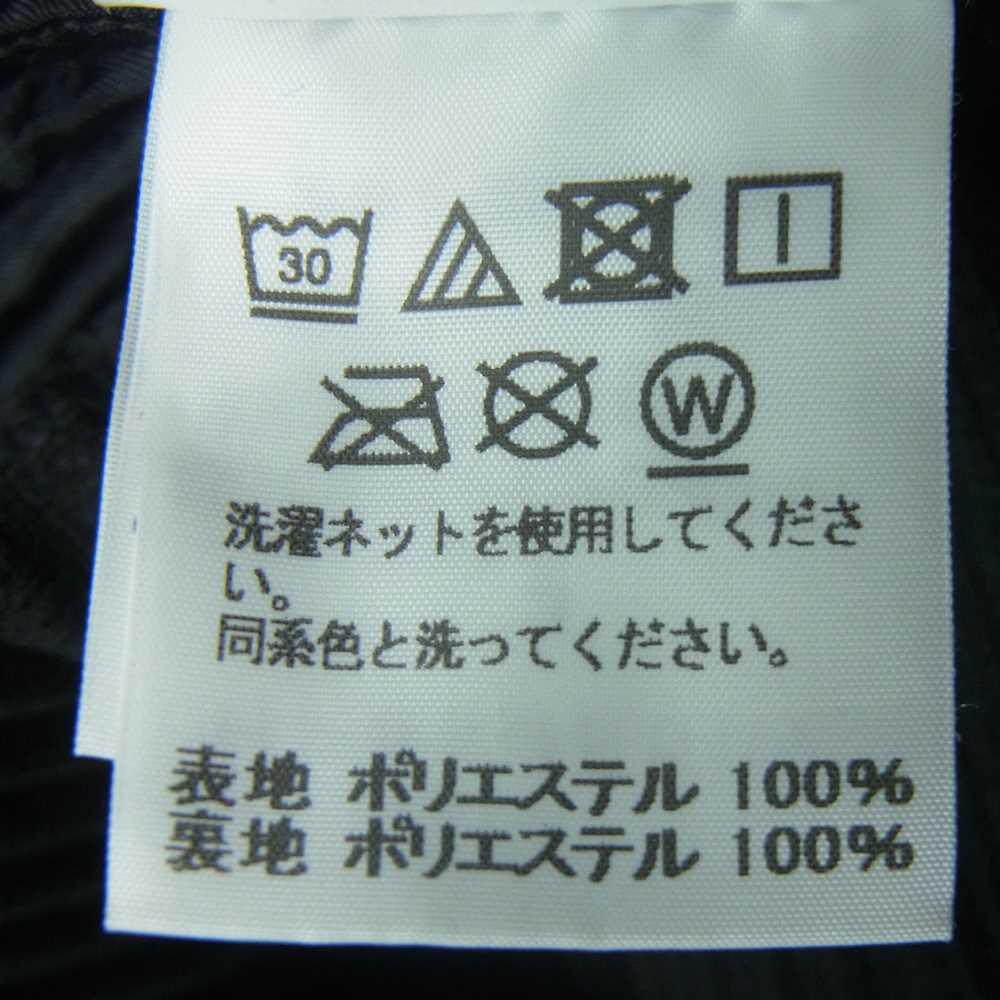 30
W
洗濯ネットを使用してくださ
い。
同系色と洗ってください。
表地 ポリエステル 100%
裏地 ポリエステル 100%